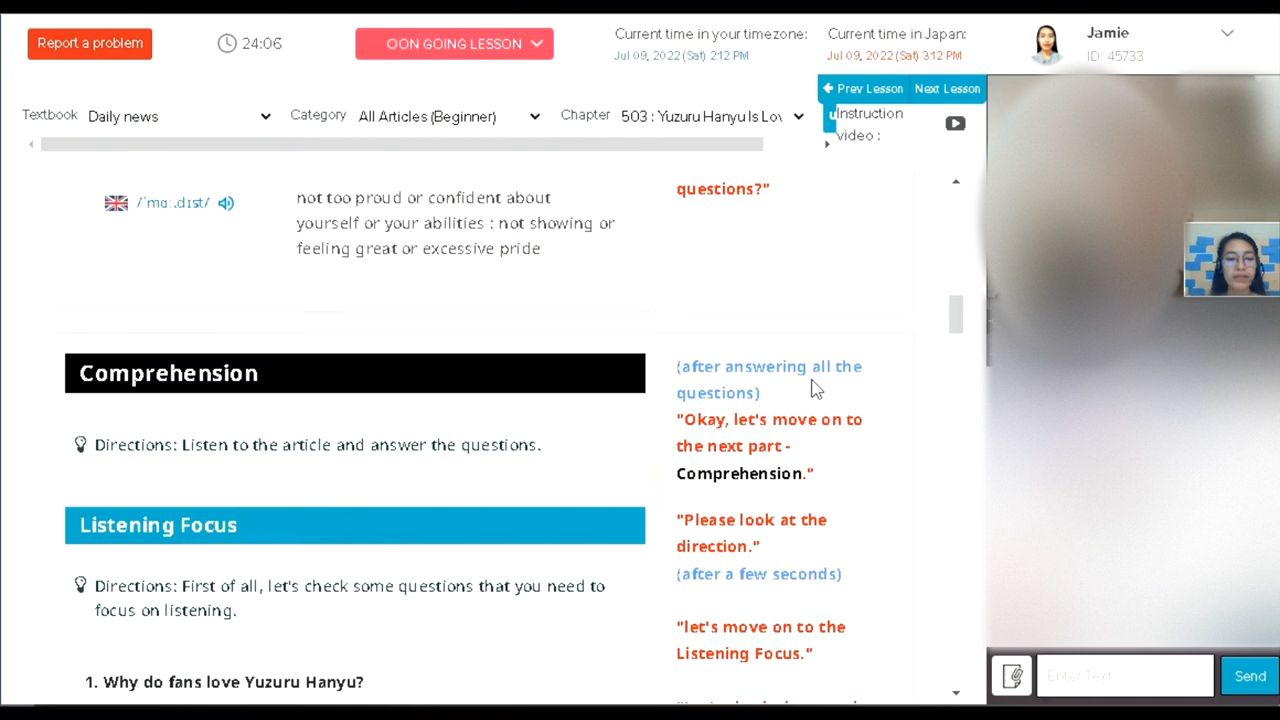 Report a problem
24:06
OON GOING LESSON
Current time in your timezone:
Jul 09, 2022 (Sat) 2:12 PM
Current time in Japan:
Jul 09, 2022 (Sat) 3:12 PM
Jamie
ID: 45733
Prev Lesson
Next Lesson
Textbook
Daily news
Category
All Articles (Beginner)
Chapter
503 : Yuzuru Hanyu Is Lov
Instruction
video :
/ˈmɑː.dɪst/
not too proud or confident about
yourself or your abilities : not showing or
feeling great or excessive pride
questions?"
Comprehension
Directions: Listen to the article and answer the questions.
Listening Focus
Directions: First of all, let's check some questions that you need to
focus on listening.
1. Why do fans love Yuzuru Hanyu?
(after answering all the
questions)
"Okay, let's move on to
the next part -
Comprehension."
"Please look at the
direction."
(after a few seconds)
"let's move on to the
Listening Focus."
Enter Text
Send